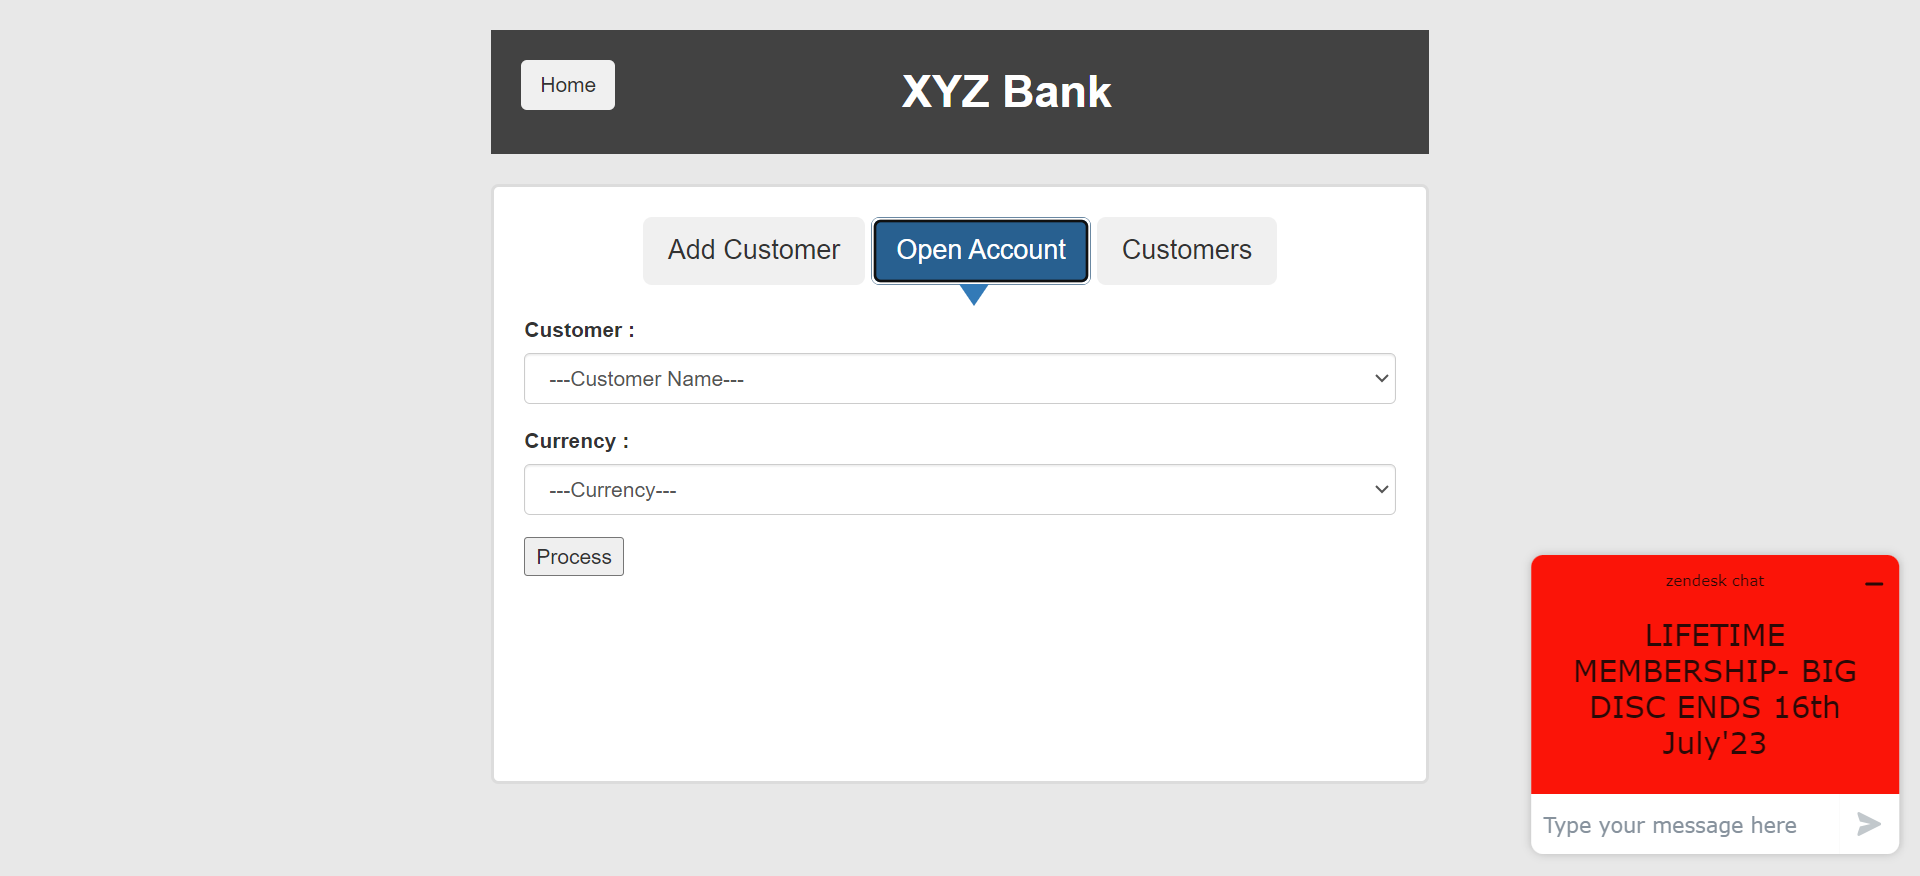 Home
XYZ Bank
Add Customer
Open Account
Customers
Customer :
---Customer Name---
Currency :
---Currency---
Process
zendesk chat
LIFETIME
MEMBERSHIP- BIG
DISC ENDS 16th
July'23
Type your message here